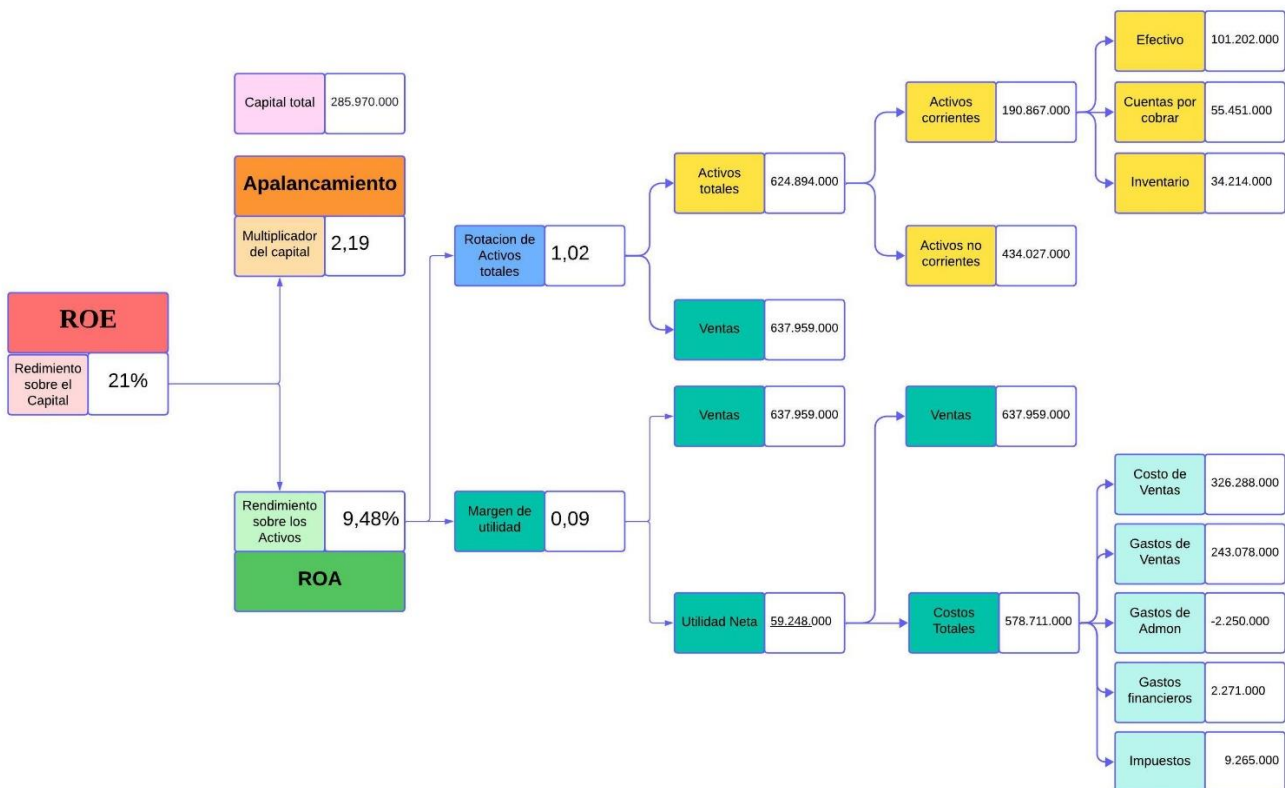 Capital total
285.970.000
Apalancamiento
Multiplicador
del capital
2,19
ROE
Redimiento
sobre el
Capital
21%
Rendimiento
sobre los
Activos
9,48%
ROA
Rotacion de
Activos
totales
1,02
Margen de
utilidad
0,09
Activos
totales
624.894.000
Ventas
637.959.000
Ventas
637.959.000
Utilidad Neta
59.248.000
Activos
corrientes
190.867.000
Activos no
corrientes
434.027.000
Ventas
637.959.000
Costos
Totales
578.711.000
Efectivo
101.202.000
Cuentas por
cobrar
55.451.000
Inventario
34.214.000
Costo de
Ventas
326.288.000
Gastos de
Ventas
243.078.000
Gastos de
Admon
-2.250.000
Gastos
financieros
2.271.000
Impuestos
9.265.000